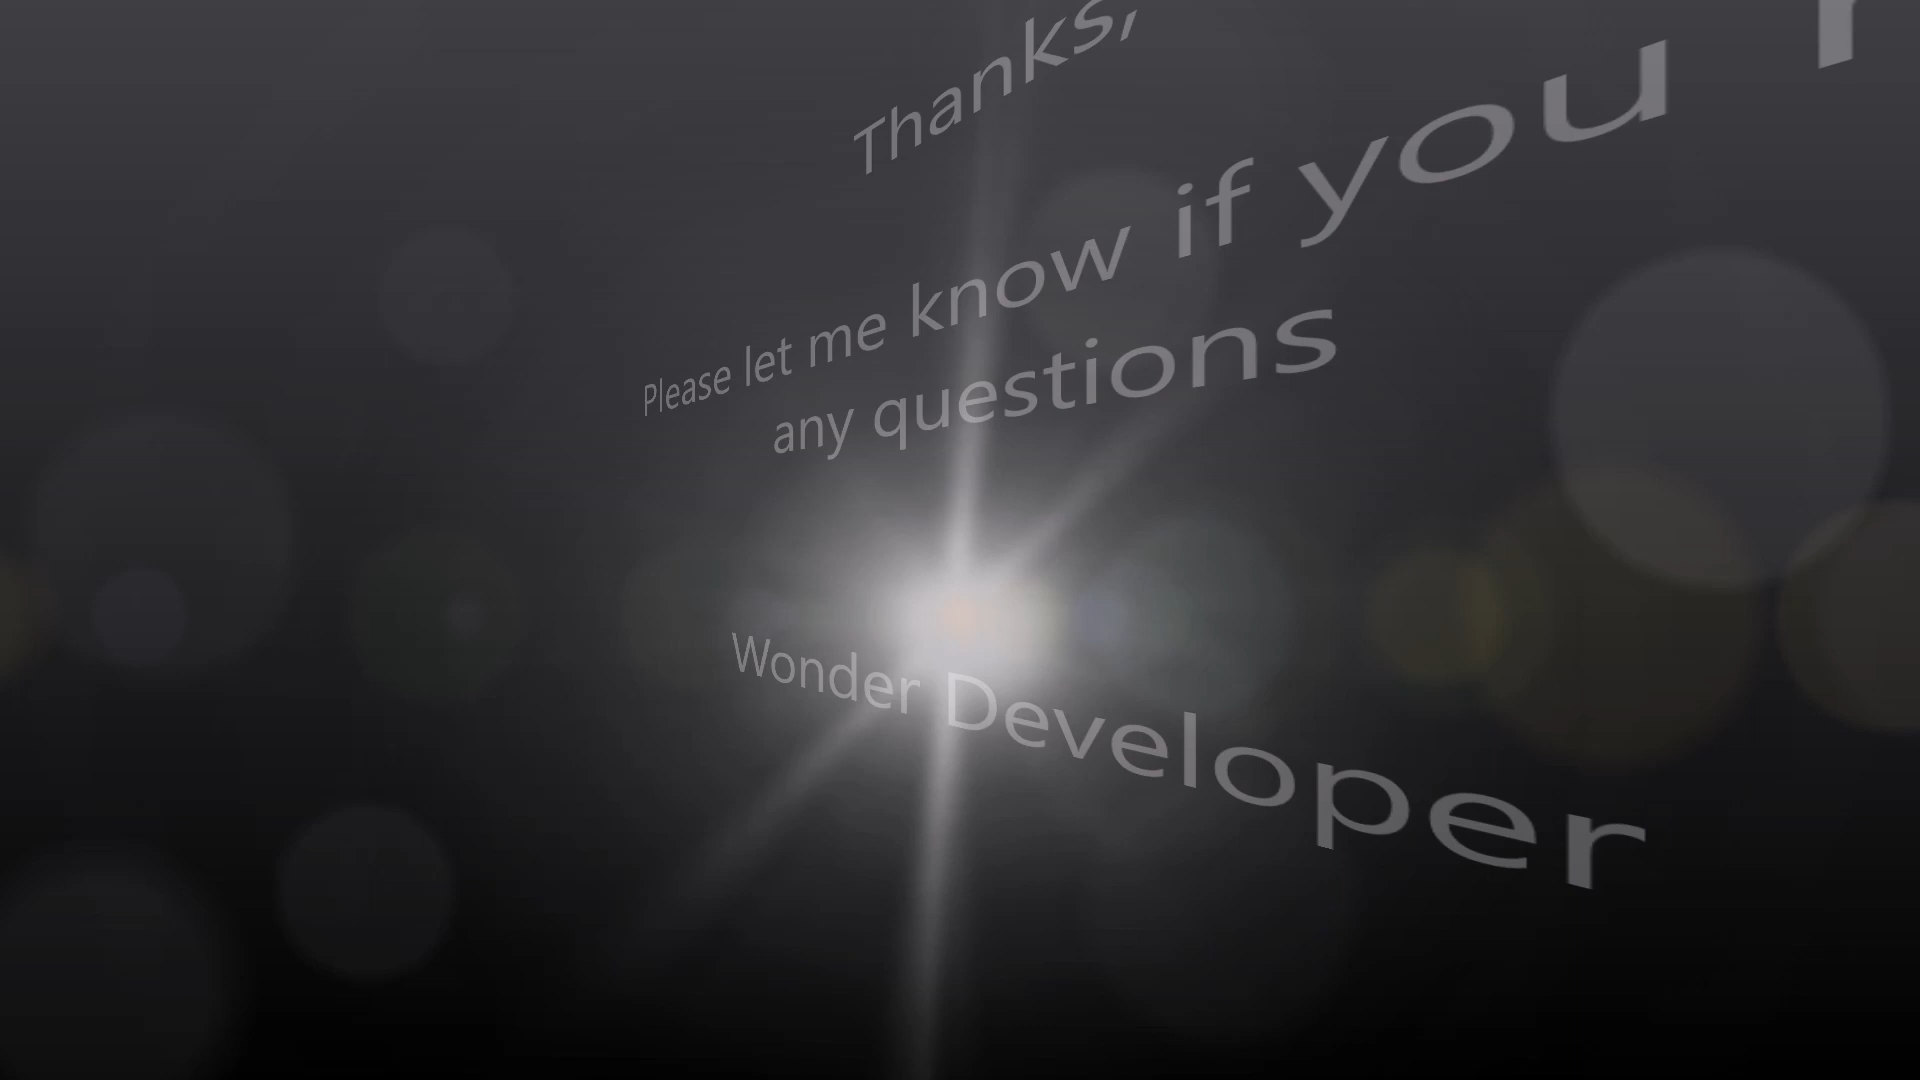 Thanks,
Please let me know if you
any questions
Wonder Developer